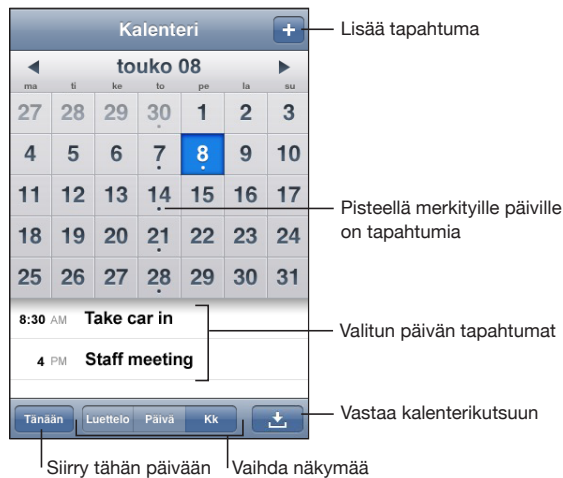 Kalenteri
+
Lisää tapahtuma
touko 08
ma ti ke to pe la su
27 28 29 30 1 2 3
4 5 6 7 8 9 10
11 12 13 14 15 16 17
Pisteellä merkityille päiville
on tapahtumia
18 19 20 21 22 23 24
25 26 27 28 29 30 31
8:30 AM Take car in
Valitun päivän tapahtumat
4 PM Staff meeting
Tänään Luettelo Päivä Kk
Vastaa kalenterikutsuun
Siirry tähän päivään
Vaihda näkymää